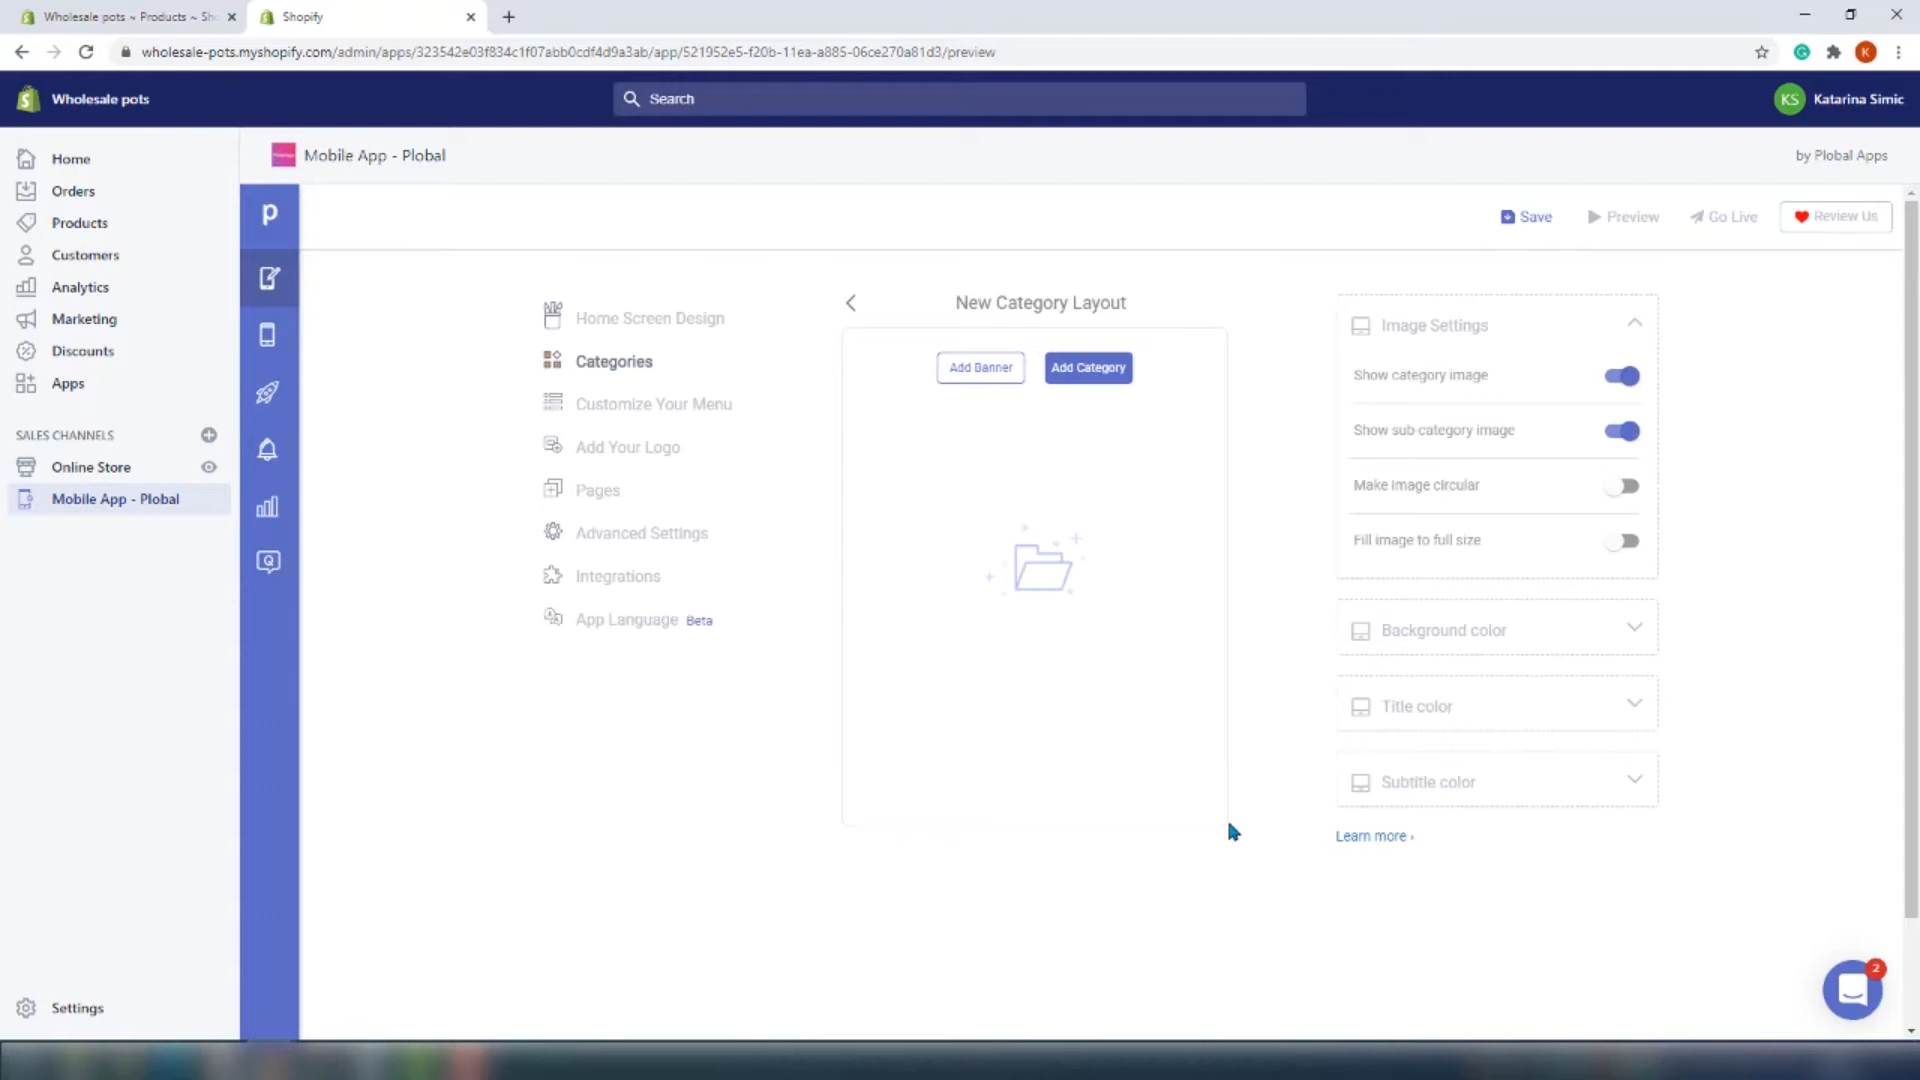 Wholesale pots ~ Products ~ Sho
Shopify
wholesale-pots.myshopify.com/admin/apps/323542e03f834c1f07abb0cdf4d9a3ab/app/521952e5-f20b-11ea-a885-06ce270a81d3/preview
K
Wholesale pots
Search
KS
Katarina Simic
Home
Orders
Products
Customers
Analytics
Marketing
Discounts
Apps
SALES CHANNELS
Online Store
Mobile App - Plobal
Settings
Mobile App - Plobal
by Plobal Apps
p
Save
Preview
Go Live
Review Us
Home Screen Design
Categories
Customize Your Menu
Add Your Logo
Pages
Advanced Settings
Integrations
App Language Beta
New Category Layout
Add Banner
Add Category
Image Settings
Show category image
Show sub-category image
Make image circular
Fill image to full size
Background color
Title color
Subtitle color
Learn more ›
2